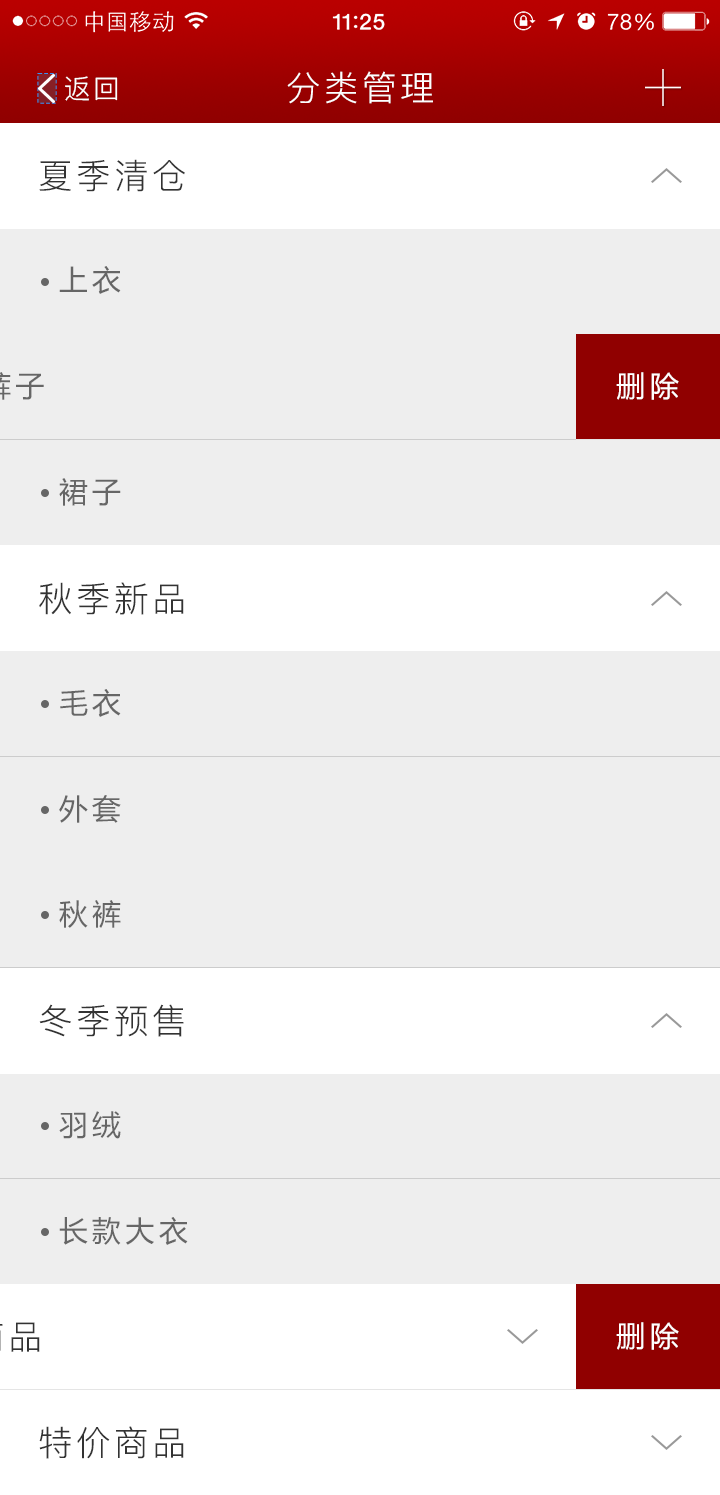 中国移动 11:25 78%
返回 分类管理
夏季清仓
• 上衣
裤子 删除
• 裙子
秋季新品
• 毛衣
• 外套
• 秋裤
冬季预售
• 羽绒
• 长款大衣
品 删除
特价商品